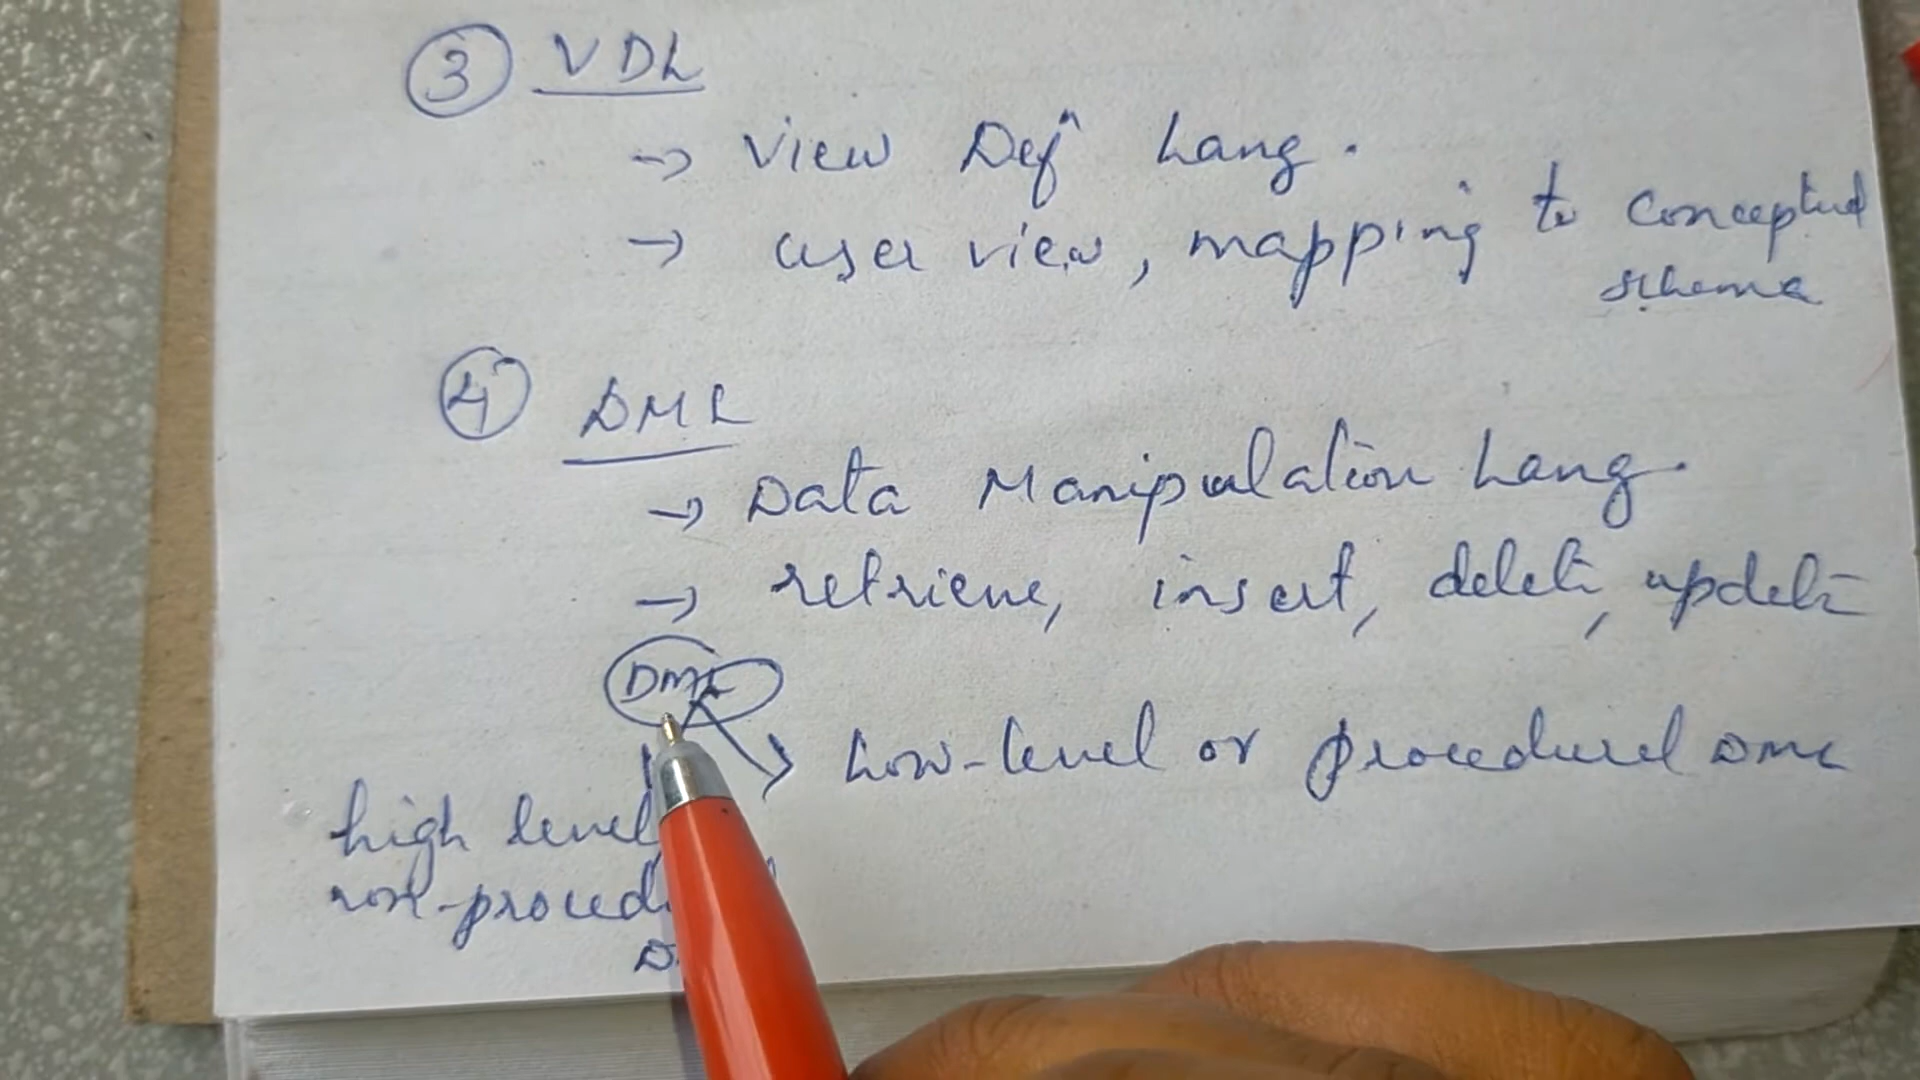 ③ VDL
→ View Defⁿ Lang.
→ user view, mapping to conceptual
schema
④ DML
→ Data Manipulation Lang.
→ retrieve, insert, delete, update
DML
→ Low-level or procedural DML
high level
non-proced
D